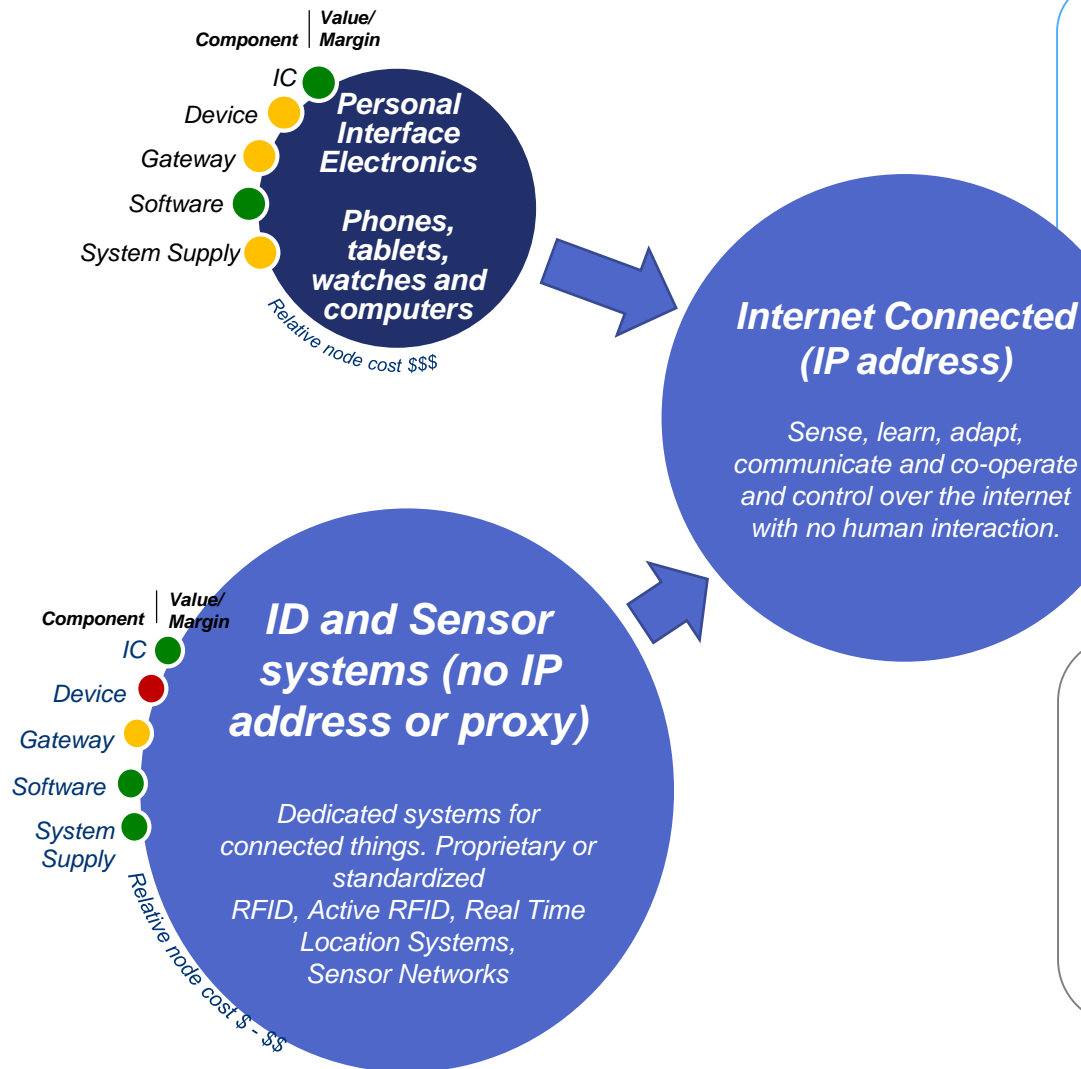 Value/
Component Margin
IC
Device
Gateway
Software
System Supply
Personal
Interface
Electronics
Phones,
tablets,
watches and
computers
Relative node cost $$$
Internet Connected
(IP address)
Sense, learn, adapt,
communicate and co-operate
and control over the internet
with no human interaction.
Value/
Component Margin
IC
Device
Gateway
Software
System
Supply
ID and Sensor
systems (no IP
address or proxy)
Dedicated systems for
connected things. Proprietary or
standardized
RFID, Active RFID, Real Time
Location Systems,
Sensor Networks
Relative node cost $ - $$